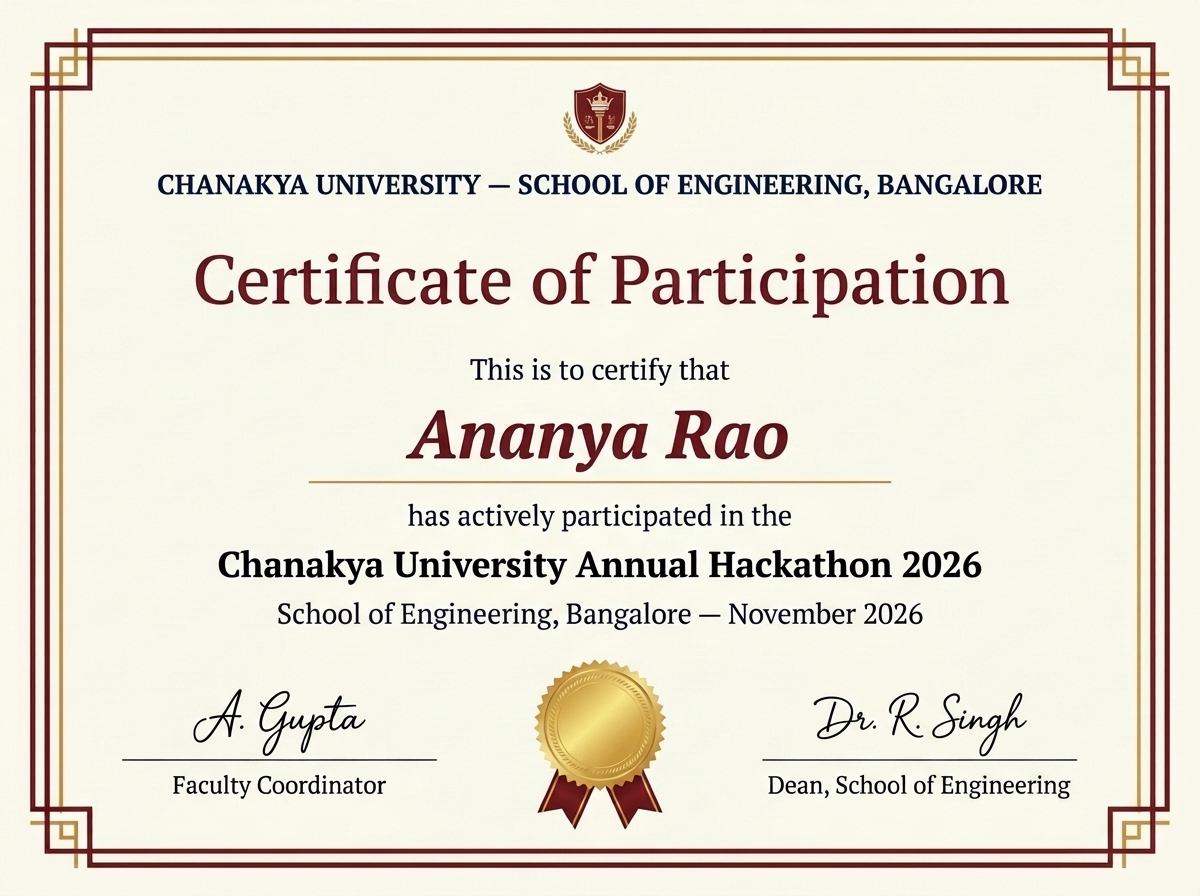 CHANAKYA UNIVERSITY — SCHOOL OF ENGINEERING, BANGALORE
Certificate of Participation
This is to certify that
Ananya Rao
has actively participated in the
Chanakya University Annual Hackathon 2026
School of Engineering, Bangalore — November 2026
A. Gupta
Faculty Coordinator
Dr. R. Singh
Dean, School of Engineering